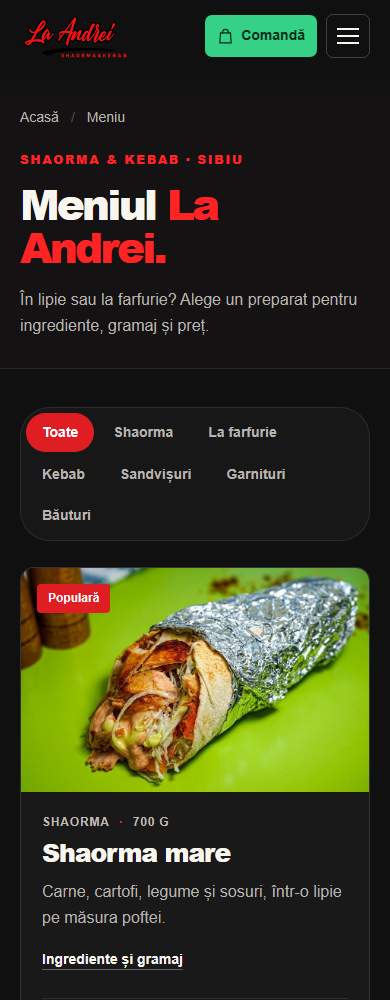 La Andrei
SHAORMA&KEBAB
Comandă
Acasă / Meniu
SHAORMA & KEBAB · SIBIU
Meniul La
Andrei.
În lipie sau la farfurie? Alege un preparat pentru
ingrediente, gramaj și preț.
Toate Shaorma La farfurie
Kebab Sandvișuri Garnituri
Băuturi
Populară
SHAORMA · 700 G
Shaorma mare
Carne, cartofi, legume și sosuri, într-o lipie
pe măsura poftei.
Ingrediente și gramaj